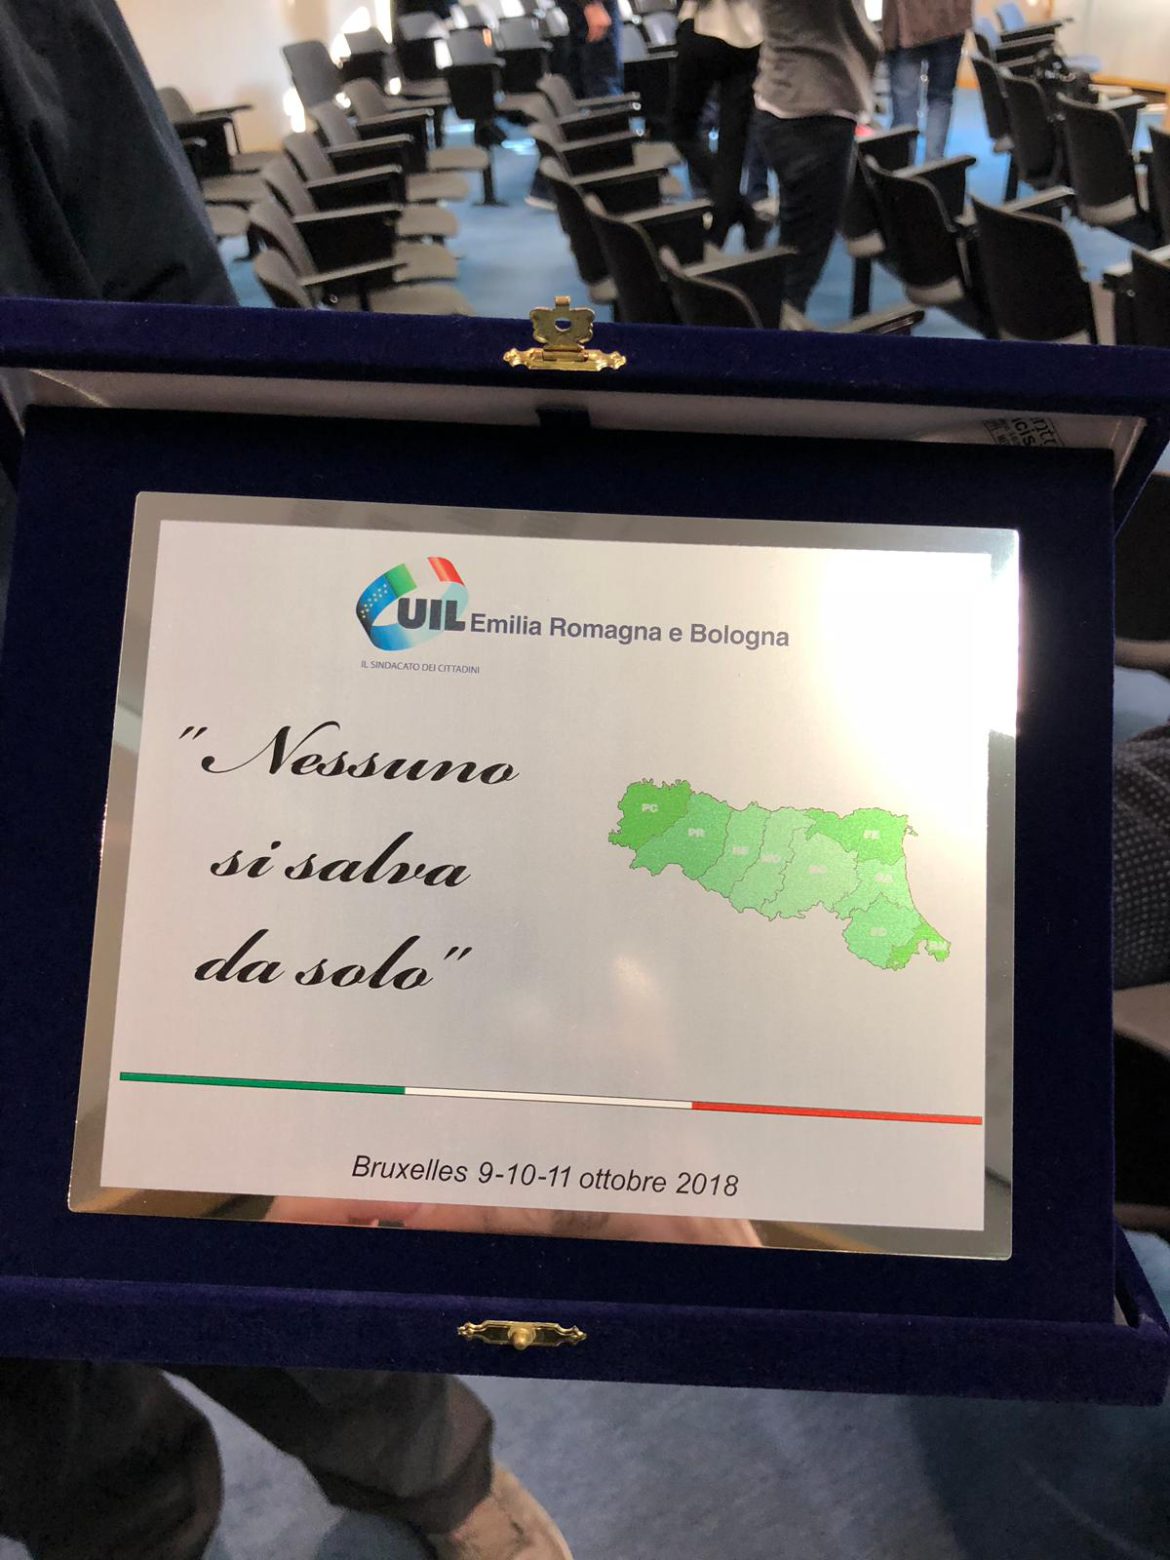 UIL Emilia Romagna e Bologna
IL SINDACATO DEI CITTADINI
"Nessuno
si salva
da solo"
PC
PR
RE
MO
BO
FE
RA
RN
Bruxelles 9-10-11 ottobre 2018